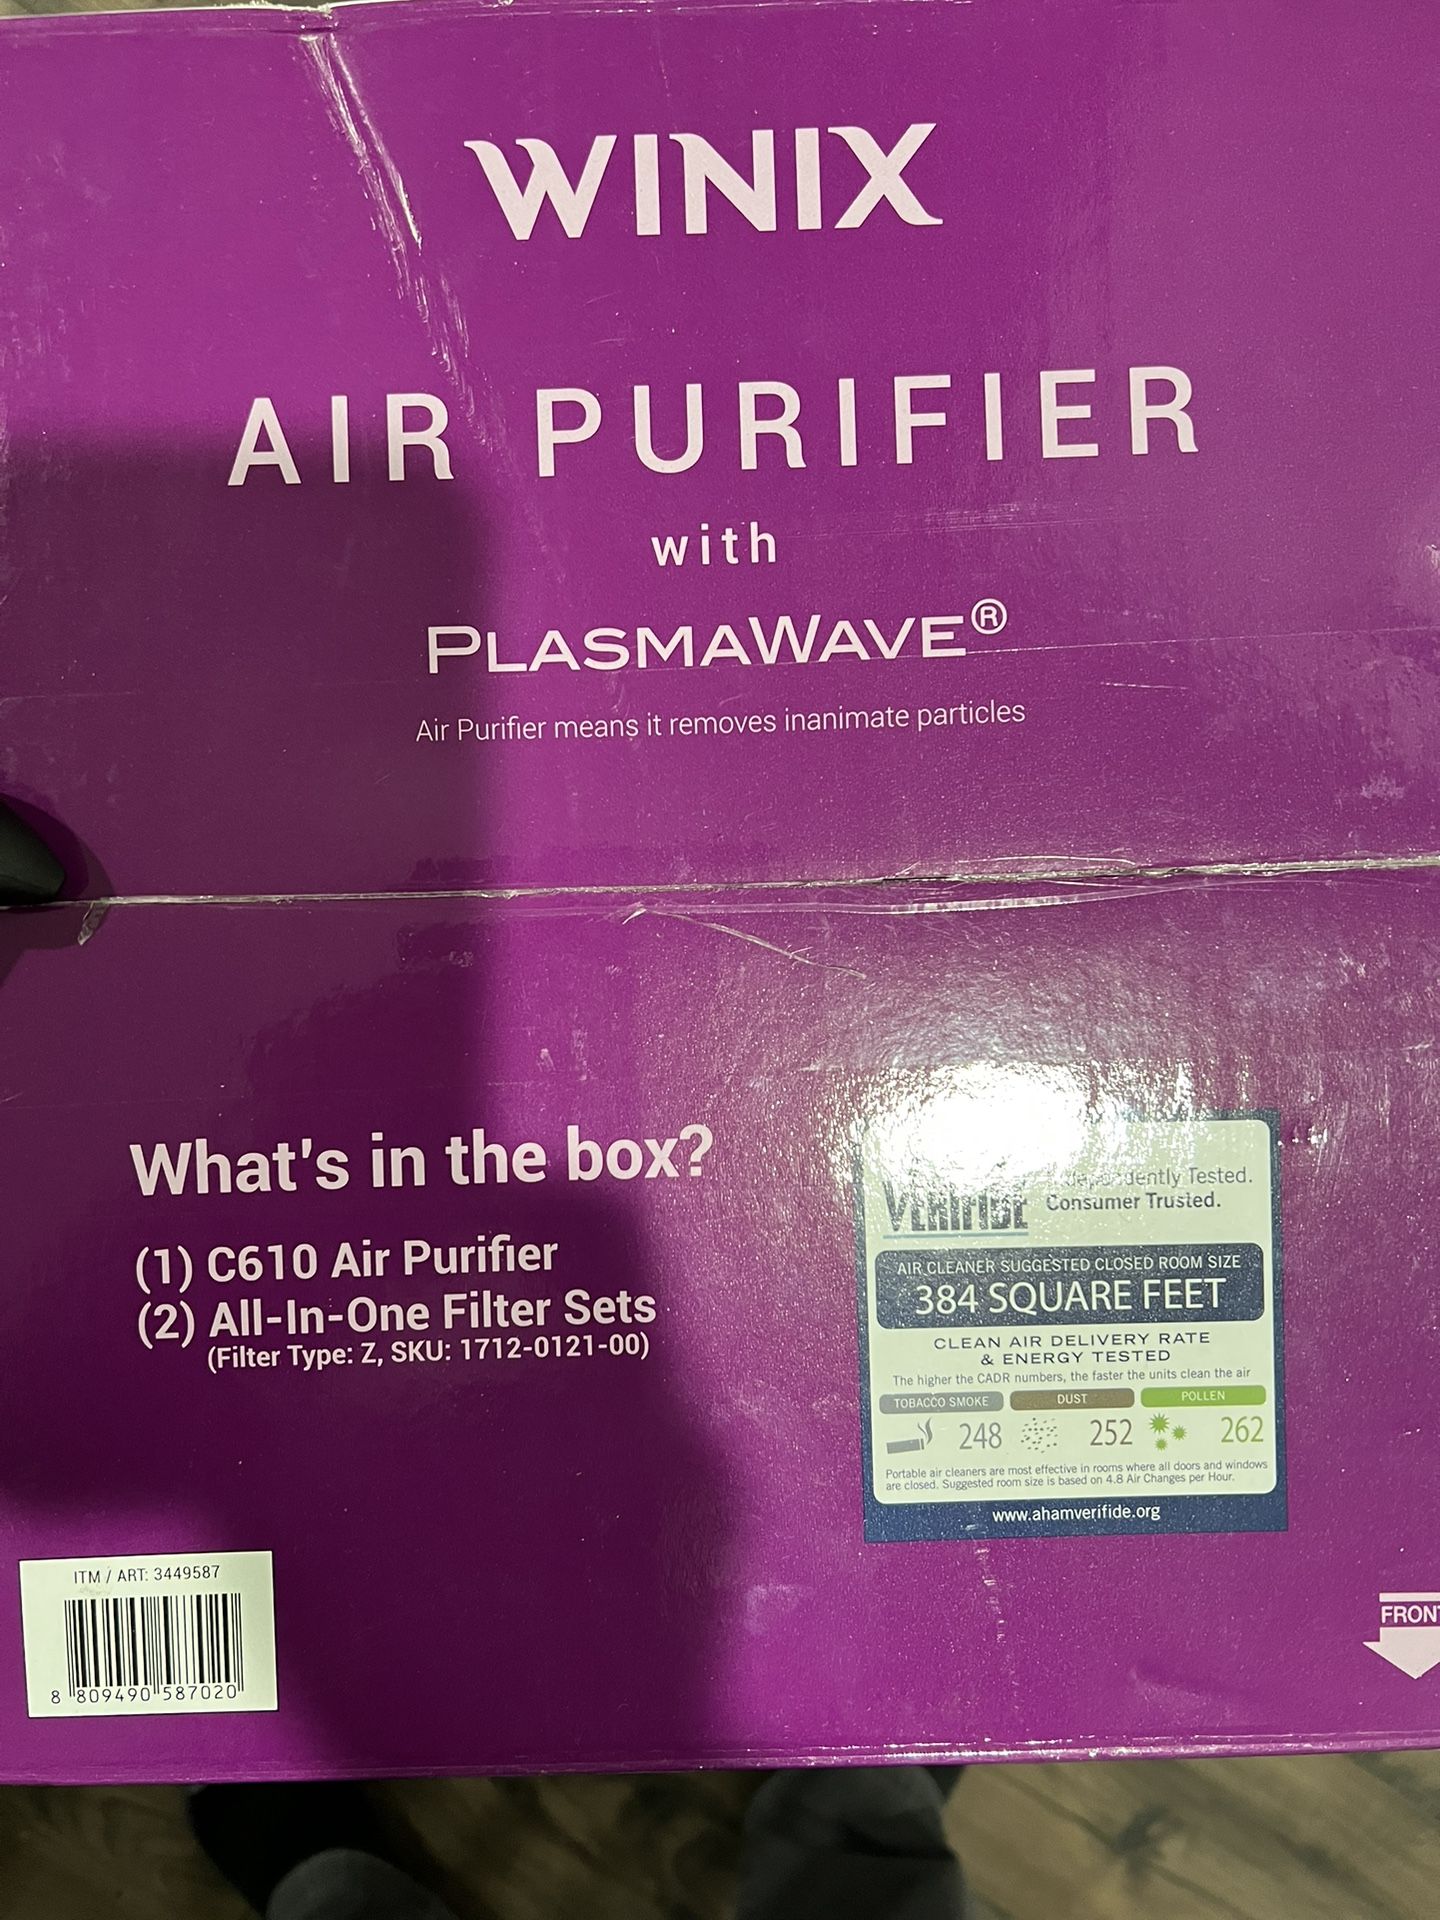 WINIX
AIR PURIFIER
with
PLASMAWAVE®
Air Purifier means it removes inanimate particles
What's in the box?
(1) C610 Air Purifier
(2) All-In-One Filter Sets
(Filter Type: Z, SKU: 1712-0121-00)
VERIFIDE
Independently Tested.
Consumer Trusted.
AIR CLEANER SUGGESTED CLOSED ROOM SIZE
384 SQUARE FEET
CLEAN AIR DELIVERY RATE
& ENERGY TESTED
The higher the CADR numbers, the faster the units clean the air
TOBACCO SMOKE DUST POLLEN
248 252 262
Portable air cleaners are most effective in rooms where all doors and windows
are closed. Suggested room size is based on 4.8 Air Changes per Hour.
www.ahamverifide.org
ITM / ART: 3449587
8 809490 587020
FRONT